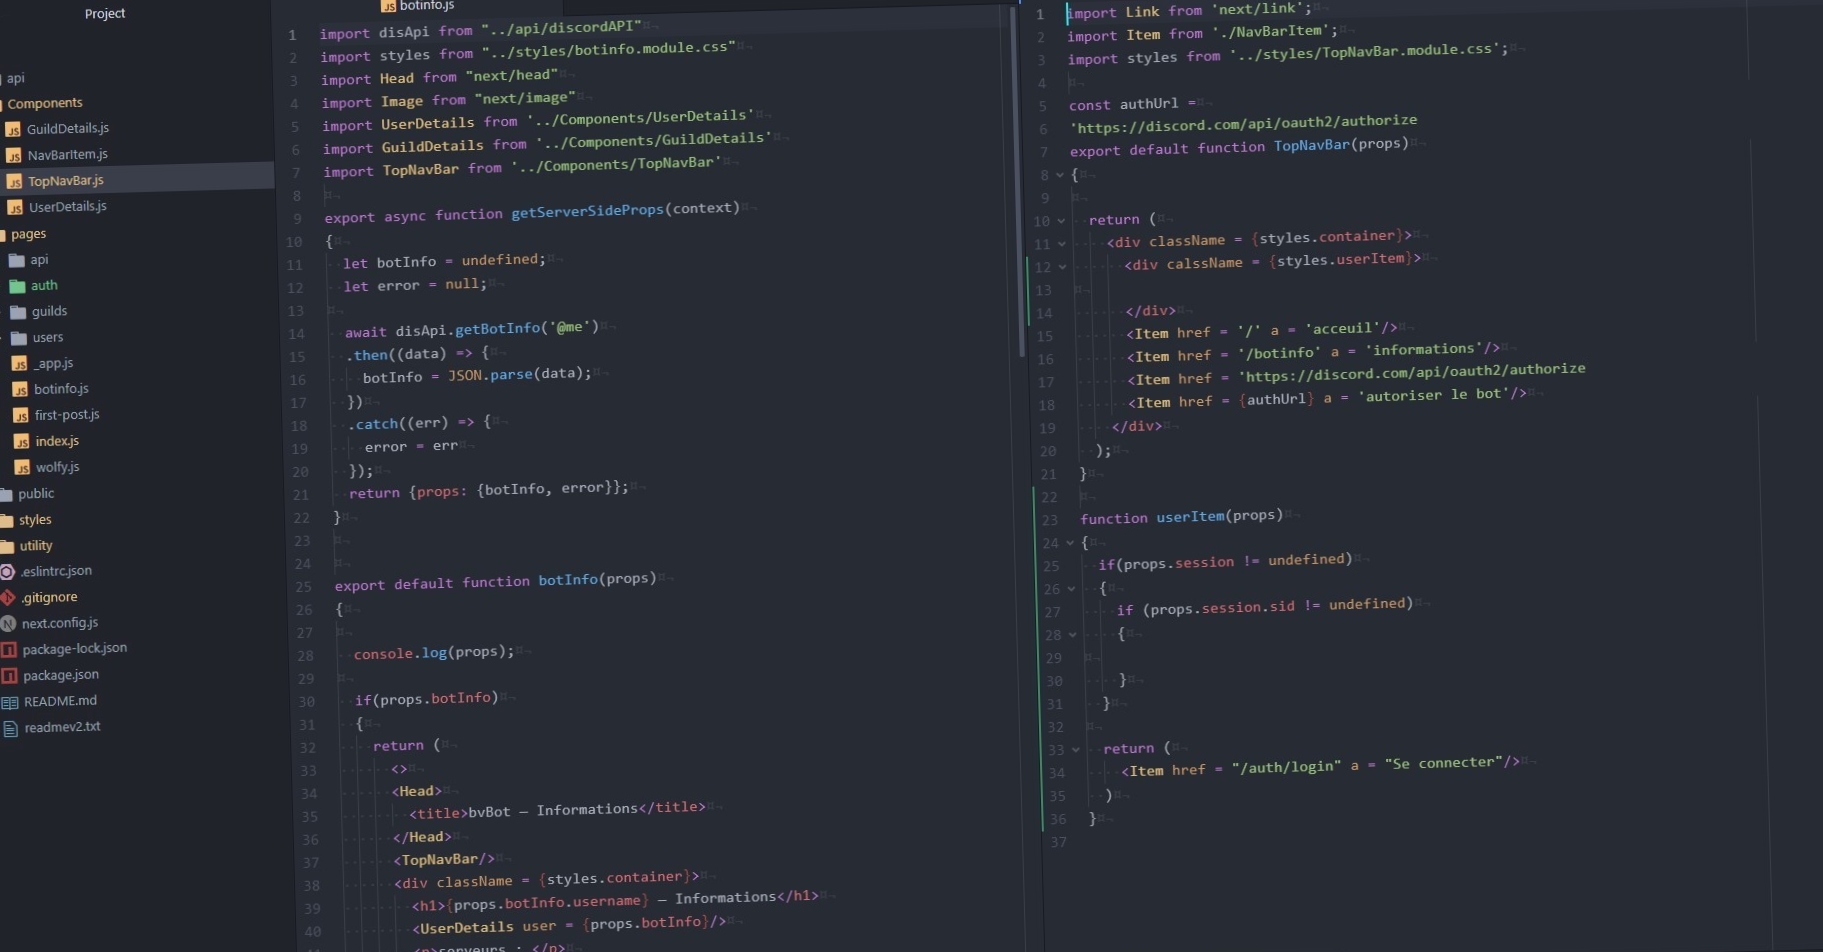 Project
api
Components
GuildDetails.js
NavBarItem.js
TopNavBar.js
UserDetails.js
pages
api
auth
guilds
users
_app.js
botinfo.js
first-post.js
index.js
wolfy.js
public
styles
utility
.eslintrc.json
.gitignore
next.config.js
package-lock.json
package.json
README.md
readmev2.txt
botinfo.js
1 import disApi from "../api/discordAPI"
2 import styles from "../styles/botinfo.module.css"
3 import Head from "next/head"
4 import Image from "next/image"
5 import UserDetails from '../Components/UserDetails'
6 import GuildDetails from '../Components/GuildDetails'
7 import TopNavBar from '../Components/TopNavBar'
8
9 export async function getServerSideProps(context)
10 {
11 let botInfo = undefined;
12 let error = null;
13
14 await disApi.getBotInfo('@me')
15 .then((data) => {
16 botInfo = JSON.parse(data);
17 })
18 .catch((err) => {
19 error = err
20 });
21 return {props: {botInfo, error}};
22 }
23
24
25 export default function botInfo(props)
26 {
27
28 console.log(props);
29
30 if(props.botInfo)
31 {
32 return (
33 <>
34 <Head>
35 <title>bvBot — Informations</title>
36 </Head>
37 <TopNavBar/>
38 <div className = {styles.container}>
39 <h1>{props.botInfo.username} — Informations</h1>
40 <UserDetails user = {props.botInfo}/>
41 <p>serveurs : </p>
1 import Link from 'next/link';
2 import Item from './NavBarItem';
3 import styles from '../styles/TopNavBar.module.css';
4
5 const authUrl =
6 'https://discord.com/api/oauth2/authorize
7 export default function TopNavBar(props)
8 {
9
10 return (
11 <div className = {styles.container}>
12 <div calssName = {styles.userItem}>
13
14 </div>
15 <Item href = '/' a = 'acceuil'/>
16 <Item href = '/botinfo' a = 'informations'/>
17 <Item href = 'https://discord.com/api/oauth2/authorize
18 <Item href = {authUrl} a = 'autoriser le bot'/>
19 </div>
20 );
21 }
22
23 function userItem(props)
24 {
25 if(props.session != undefined)
26 {
27 if (props.session.sid != undefined)
28 {
29
30 }
31 }
32
33 return (
34 <Item href = "/auth/login" a = "Se connecter"/>
35 )
36 }
37